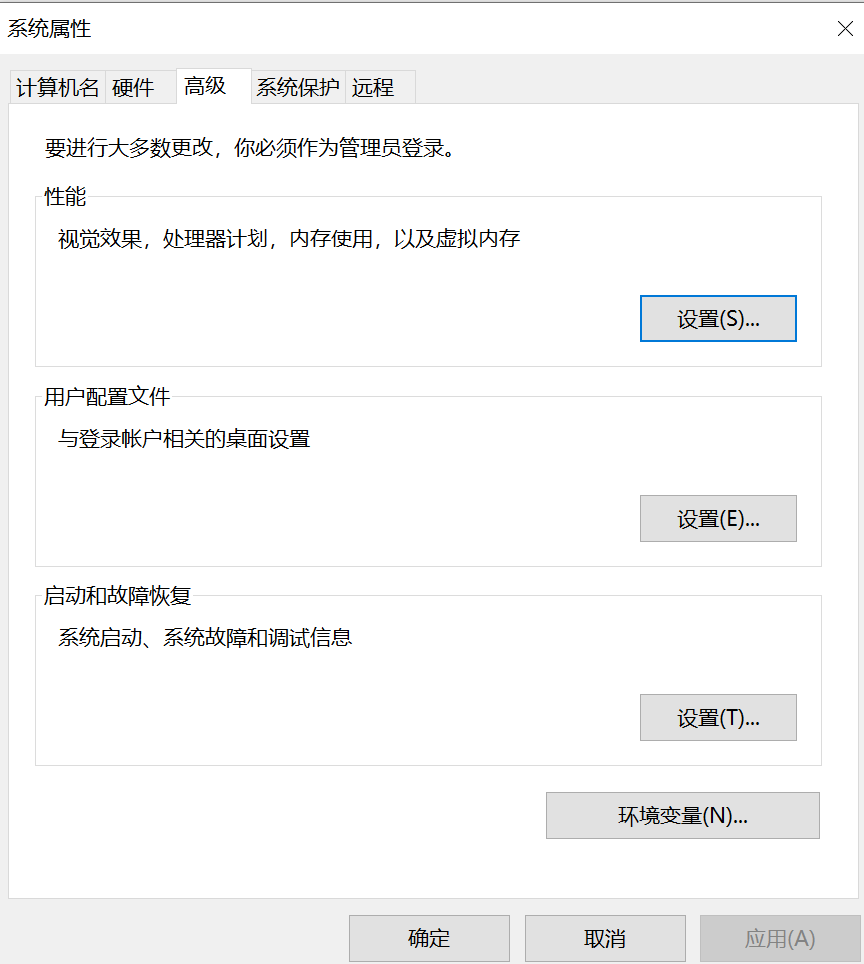 系统属性
计算机名 硬件 高级 系统保护 远程
要进行大多数更改，你必须作为管理员登录。
性能
视觉效果，处理器计划，内存使用，以及虚拟内存
设置(S)...
用户配置文件
与登录帐户相关的桌面设置
设置(E)...
启动和故障恢复
系统启动、系统故障和调试信息
设置(T)...
环境变量(N)...
确定 取消 应用(A)